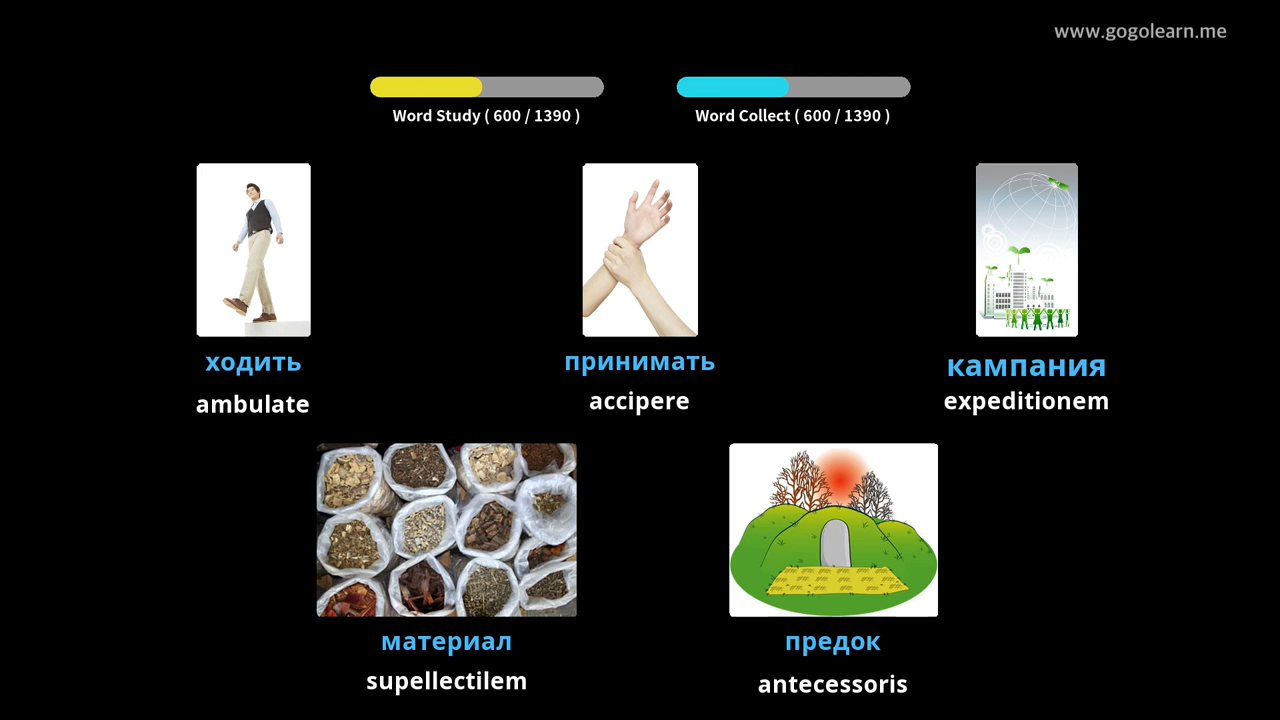 www.gogolearn.me
Word Study ( 600 / 1390 )
Word Collect ( 600 / 1390 )
ходить
ambulate
принимать
accipere
кампания
expeditionem
материал
supellectilem
предок
antecessoris